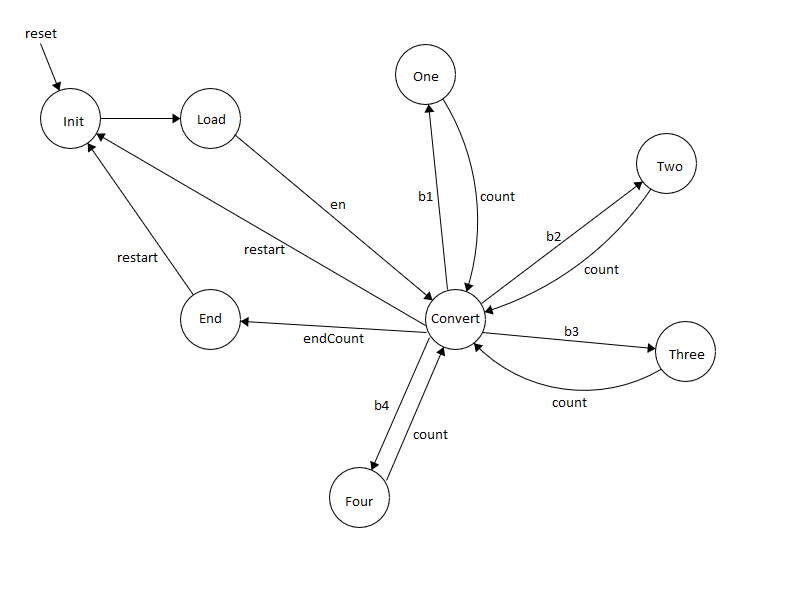 reset
One
Init
Load
Two
b1
count
en
b2
restart
restart
count
End
Convert
b3
endCount
Three
b4
count
count
Four